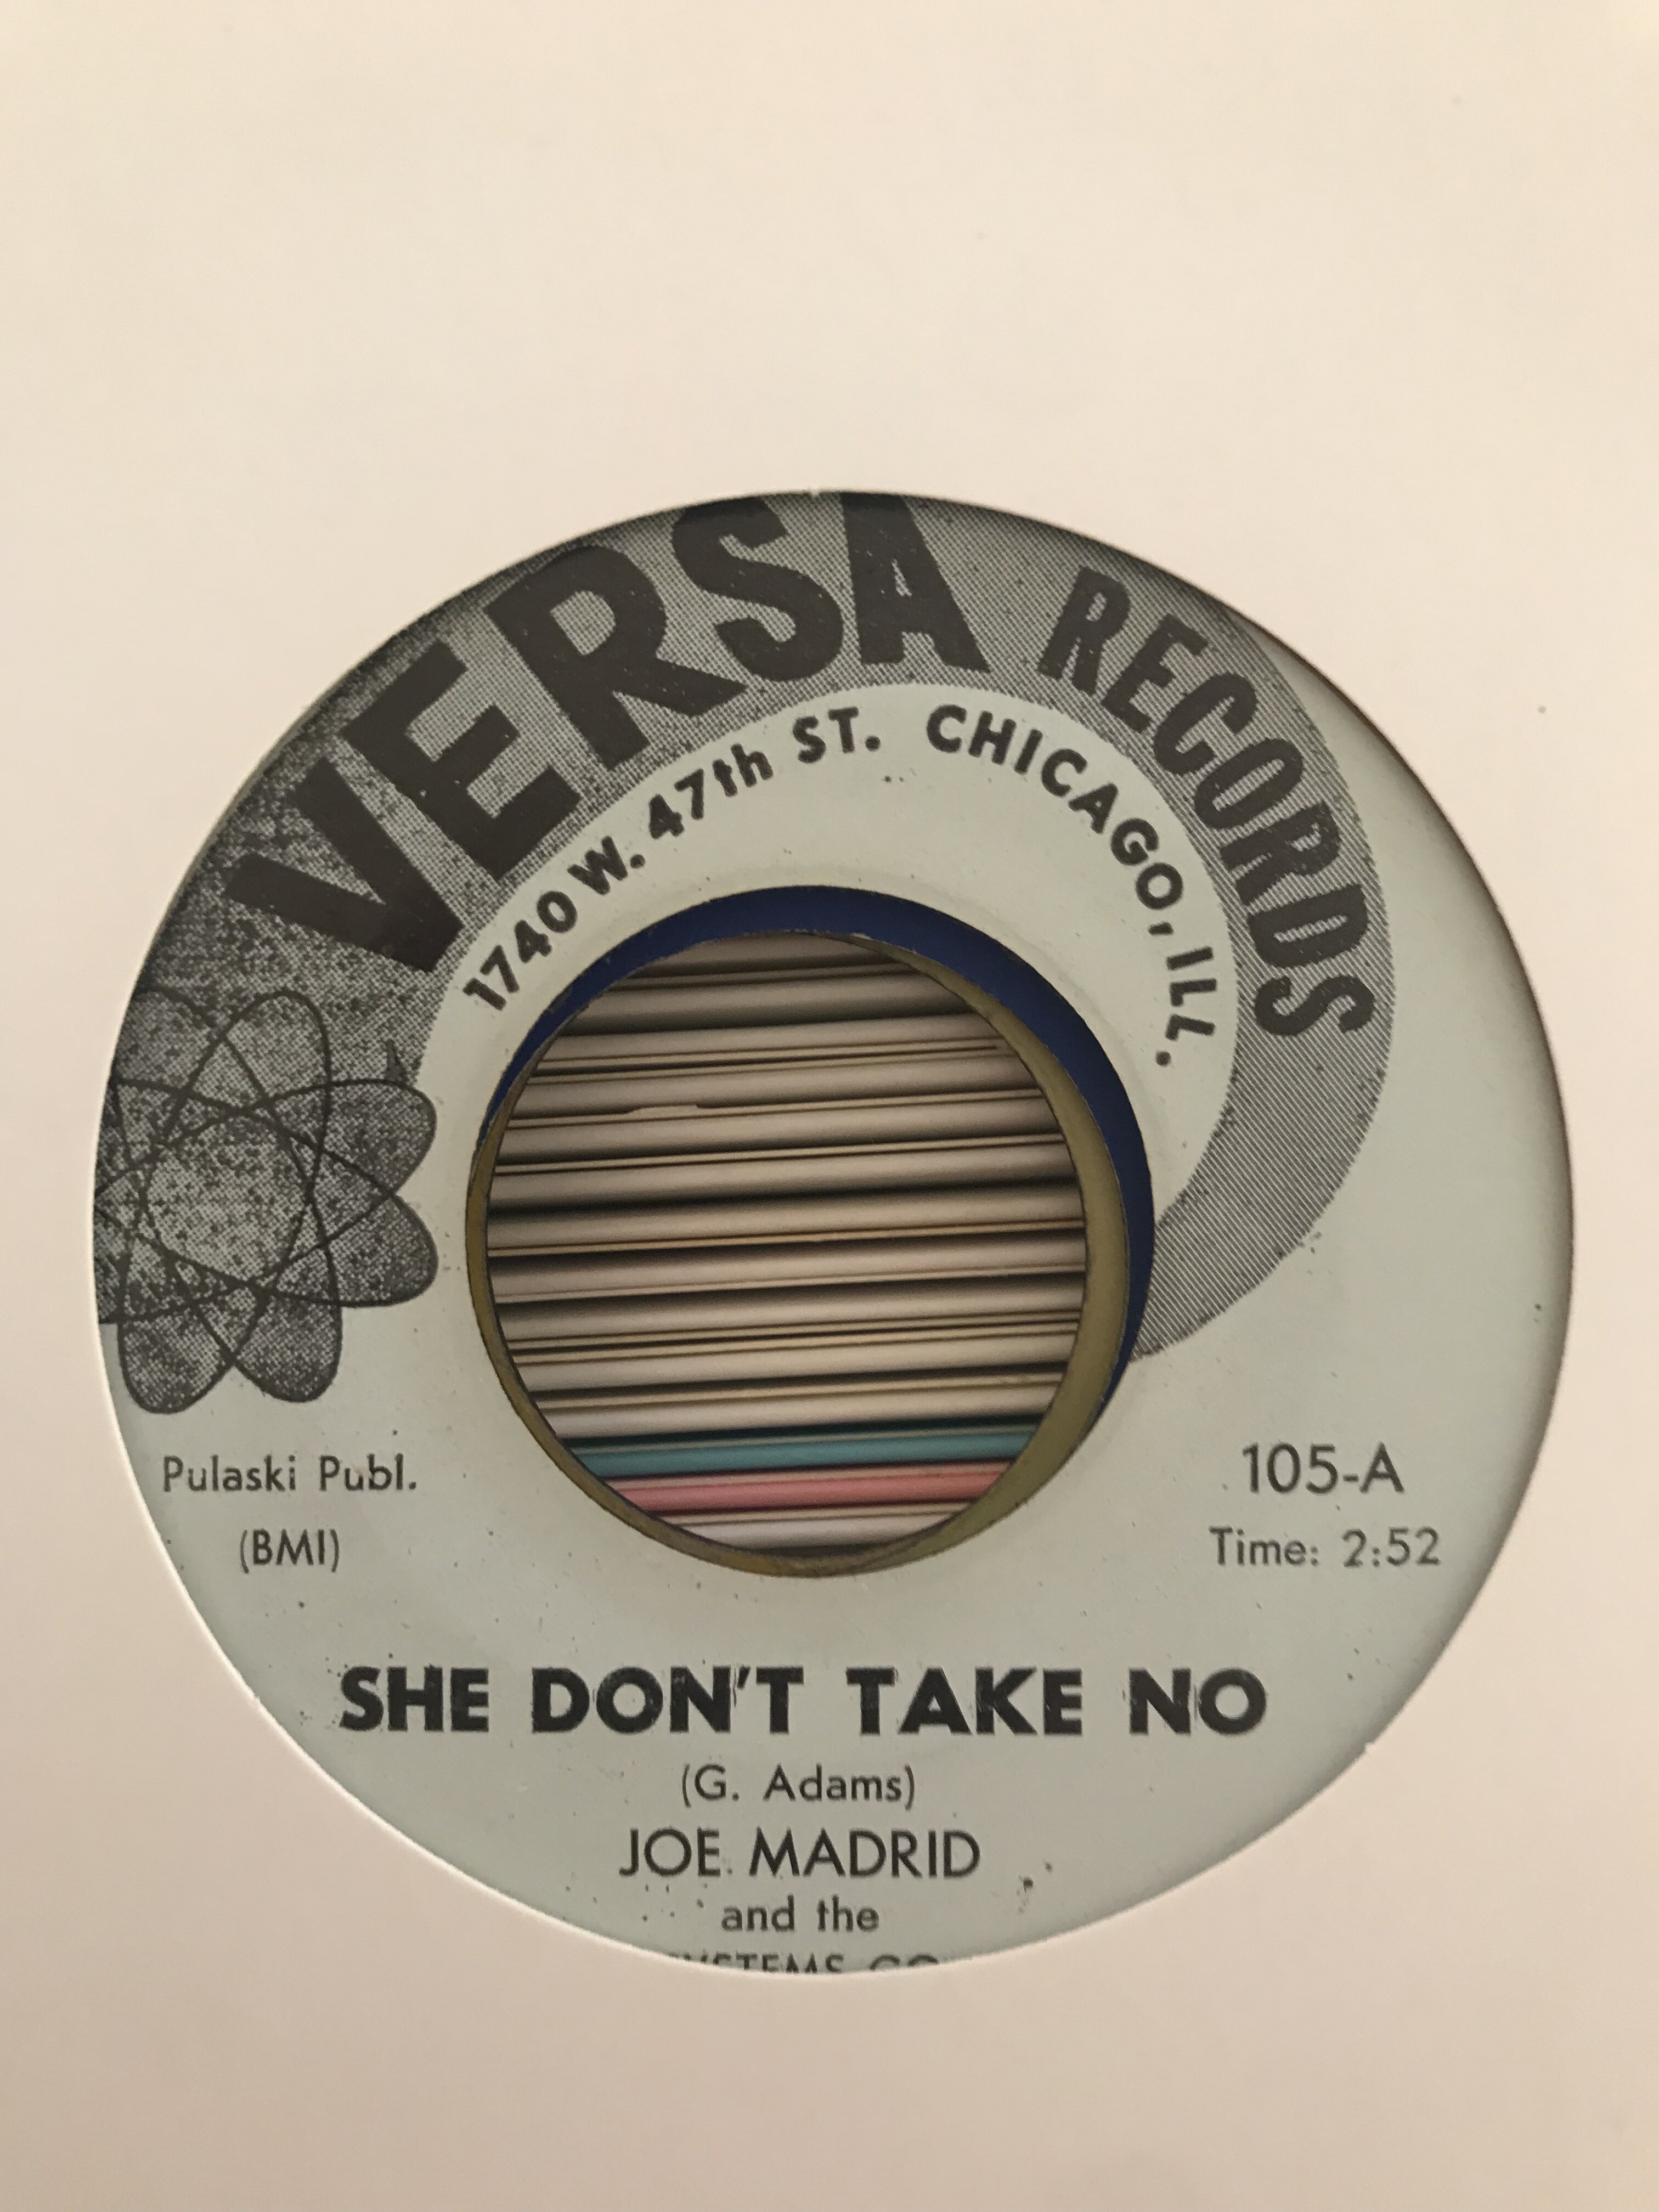 VERSA RECORDS
1740 W. 47th ST. CHICAGO, ILL.
Pulaski Publ.
(BMI)
105-A
Time: 2:52
SHE DON'T TAKE NO
(G. Adams)
JOE MADRID
and the